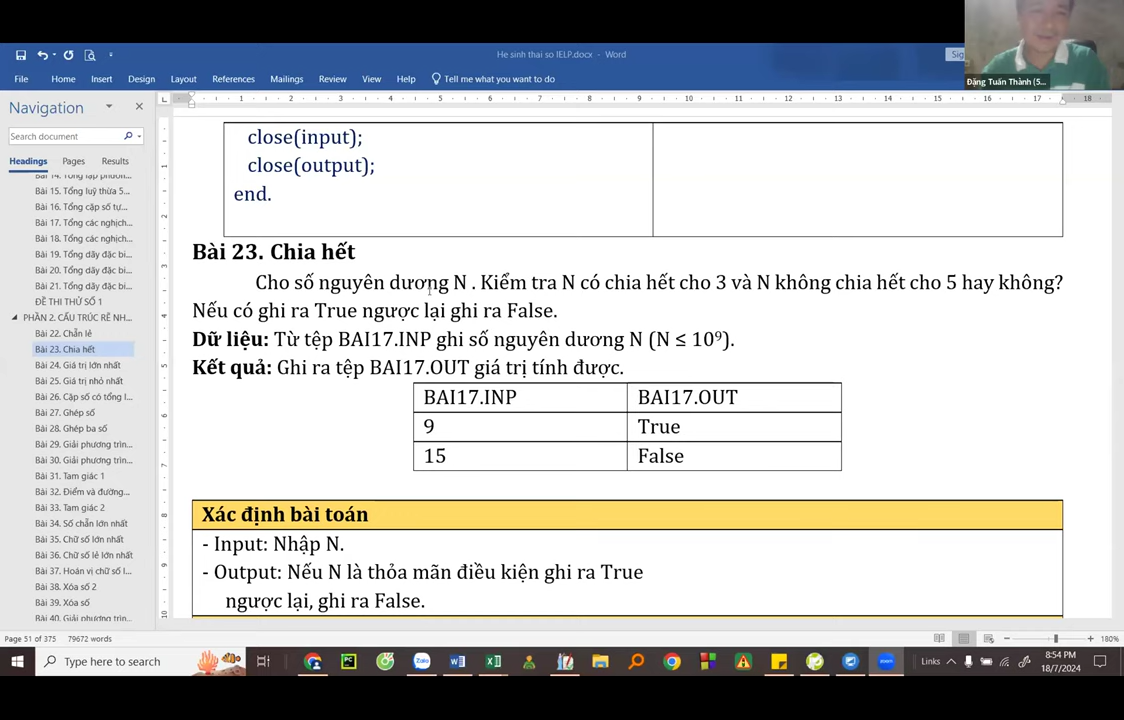 He sinh thai so IELP.docx - Word
Đặng Tuấn Thành (5...
File Home Insert Design Layout References Mailings Review View Help Tell me what you want to do
Navigation
Search document
Headings Pages Results
Bài 15. Tổng luỹ thừa 5...
Bài 16. Tổng cặp số tự...
Bài 17. Tổng các nghịch...
Bài 18. Tổng các nghịch...
Bài 19. Tổng dãy đặc bi...
Bài 20. Tổng dãy đặc bi...
Bài 21. Tổng dãy đặc bi...
ĐỀ THI THỬ SỐ 1
PHẦN 2. CẤU TRÚC RẼ NH...
Bài 22. Chẵn lẻ
Bài 23. Chia hết
Bài 24. Giá trị lớn nhất
Bài 25. Giá trị nhỏ nhất
Bài 26. Cặp số có tổng l...
Bài 27. Ghép số
Bài 28. Ghép ba số
Bài 29. Giải phương trìn...
Bài 30. Giải phương trìn...
Bài 31. Tam giác 1
Bài 32. Điểm và đường...
Bài 33. Tam giác 2
Bài 34. Số chẵn lớn nhất
Bài 35. Chữ số lớn nhất
Bài 36. Chữ số lẻ lớn nhất
Bài 37. Hoán vị chữ số l...
Bài 38. Xóa số 2
Bài 39. Xóa số
Bài 40. Giải phương trìn...
close(input);
close(output);
end.
Bài 23. Chia hết
Cho số nguyên dương N . Kiểm tra N có chia hết cho 3 và N không chia hết cho 5 hay không?
Nếu có ghi ra True ngược lại ghi ra False.
Dữ liệu: Từ tệp BAI17.INP ghi số nguyên dương N (N ≤ 10⁹).
Kết quả: Ghi ra tệp BAI17.OUT giá trị tính được.
BAI17.INP BAI17.OUT
9 True
15 False
Xác định bài toán
- Input: Nhập N.
- Output: Nếu N là thỏa mãn điều kiện ghi ra True
ngược lại, ghi ra False.
Page 51 of 375 79672 words
180%
Type here to search
Links
8:54 PM
18/7/2024